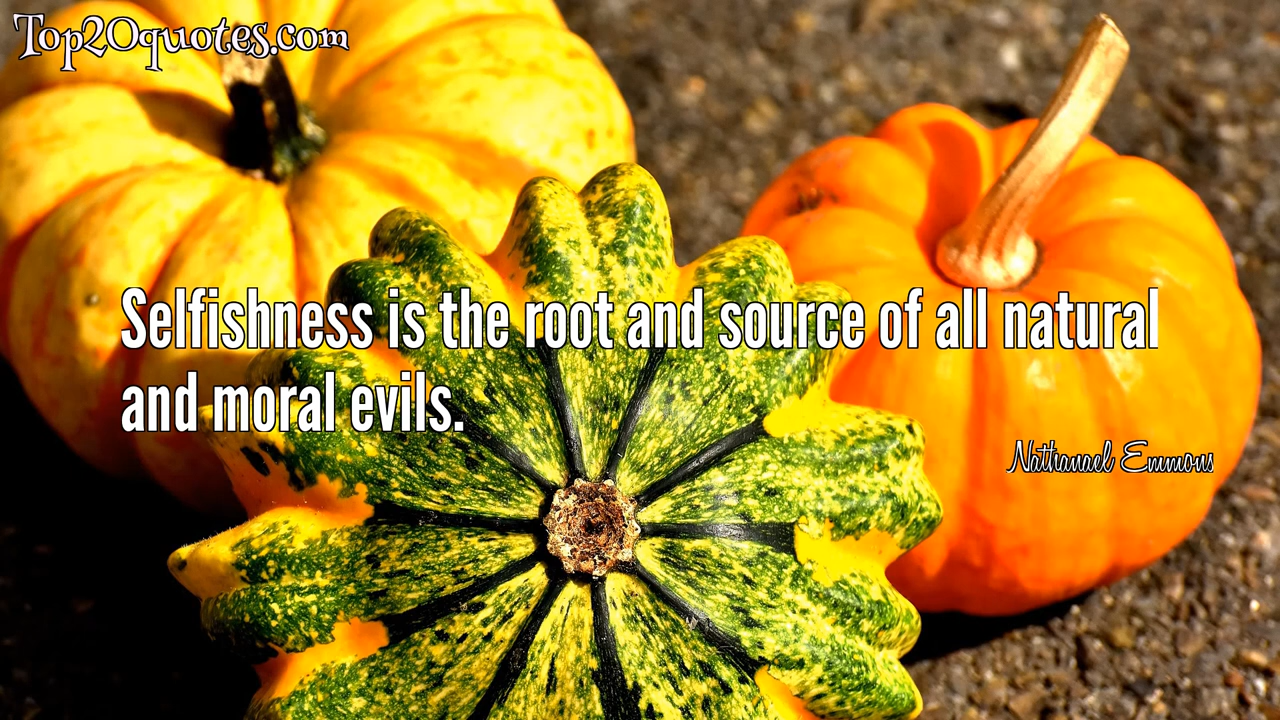 Top20quotes.com
Selfishness is the root and source of all natural
and moral evils.
Nathanael Emmons